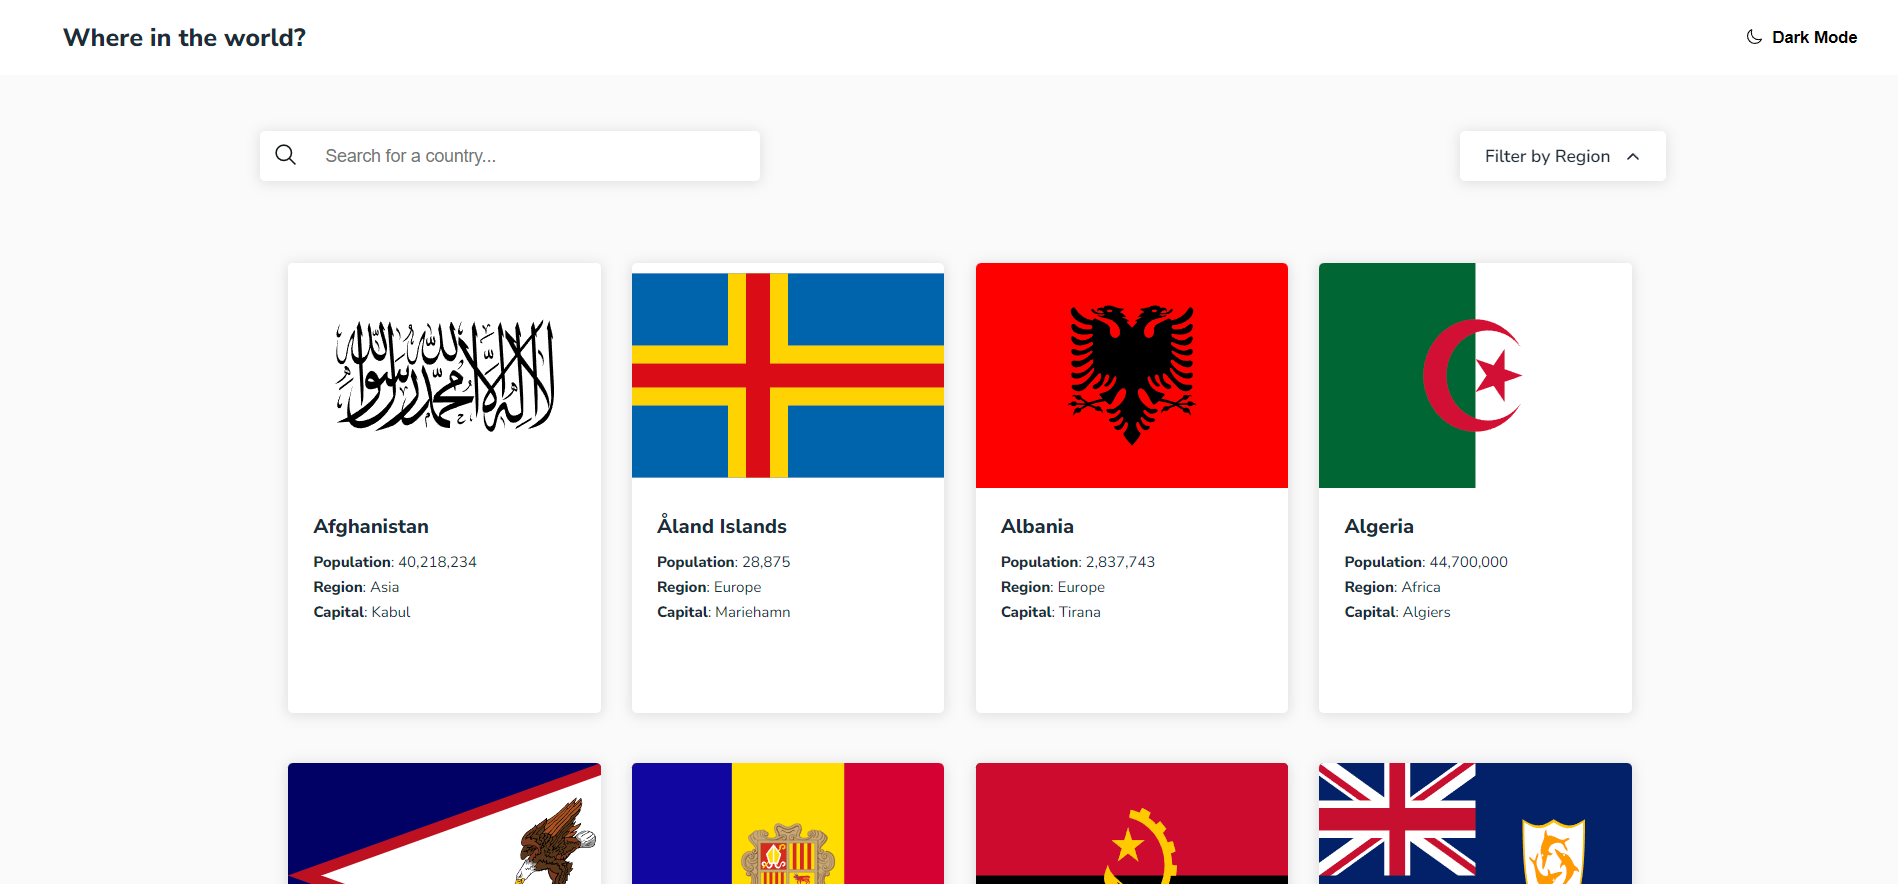 Where in the world?
Dark Mode
Search for a country...
Filter by Region
لا إله إلا الله محمد رسول الله
Afghanistan
Population: 40,218,234
Region: Asia
Capital: Kabul
Åland Islands
Population: 28,875
Region: Europe
Capital: Mariehamn
Albania
Population: 2,837,743
Region: Europe
Capital: Tirana
Algeria
Population: 44,700,000
Region: Africa
Capital: Algiers